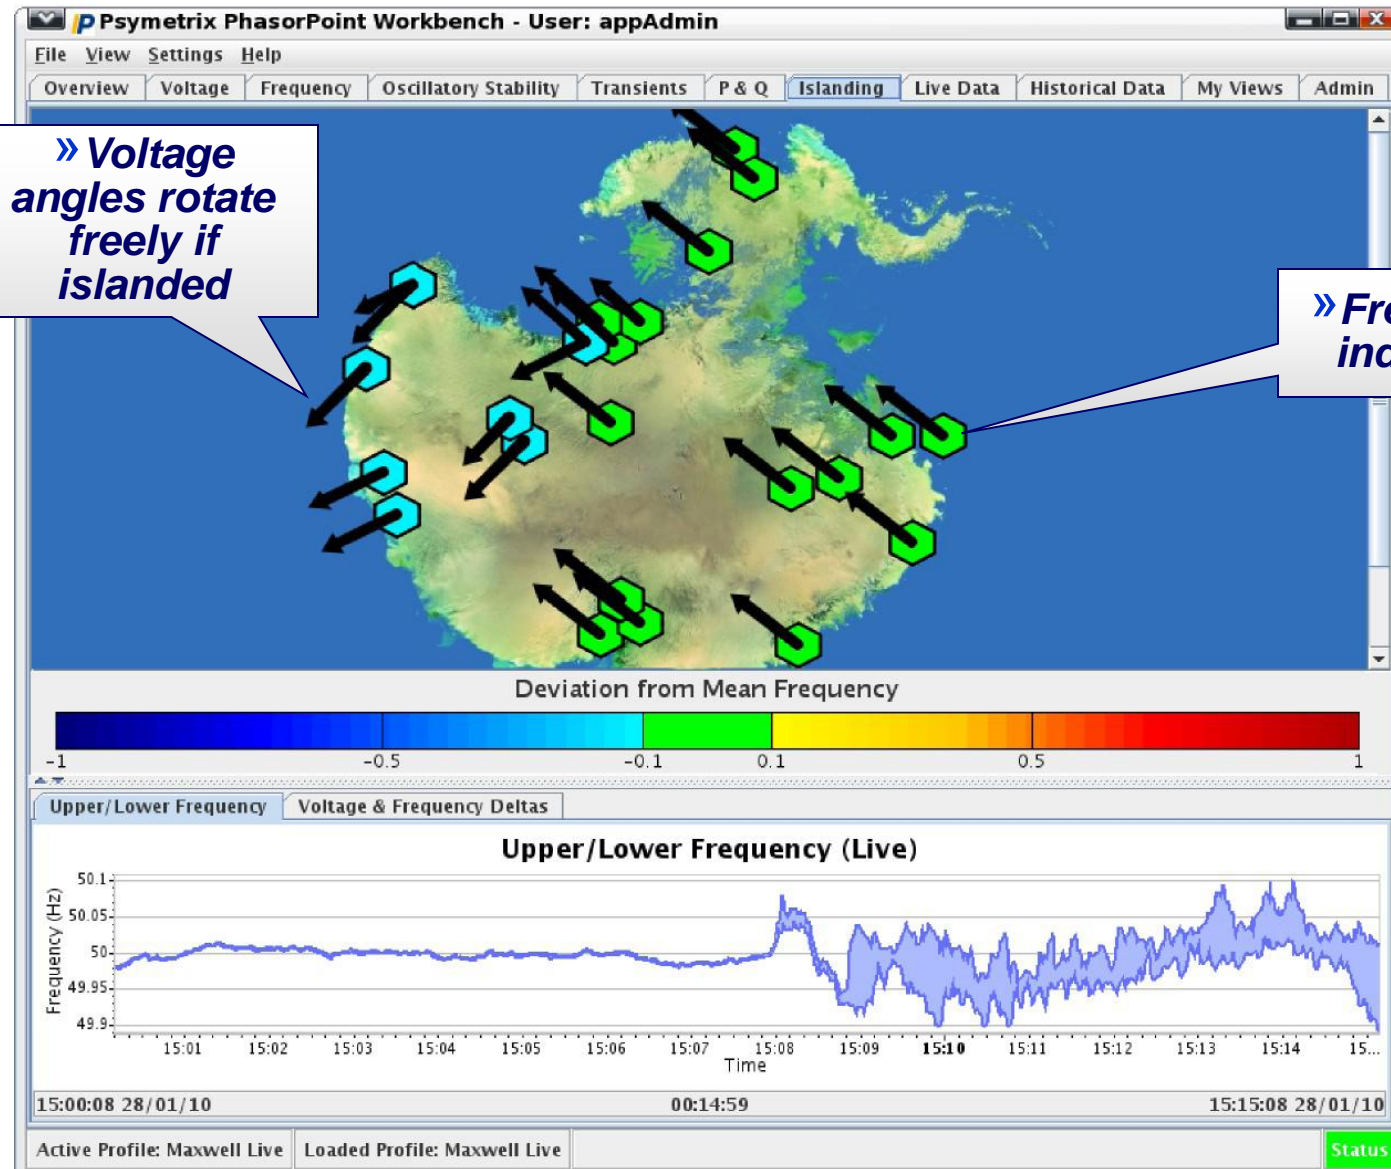 Psymetrix PhasorPoint Workbench - User: appAdmin
File View Settings Help
Overview Voltage Frequency Oscillatory Stability Transients P & Q Islanding Live Data Historical Data My Views Admin
» Voltage
angles rotate
freely if
islanded
»
Deviation from Mean Frequency
-1 -0.5 -0.1 0.1 0.5 1
Upper/Lower Frequency Voltage & Frequency Deltas
Upper/Lower Frequency (Live)
Frequency (Hz)
50.1
50.05
50
49.95
49.9
15:01 15:02 15:03 15:04 15:05 15:06 15:07 15:08 15:09 15:10 15:11 15:12 15:13 15:14 15...
Time
15:00:08 28/01/10 00:14:59 15:15:08 28/01/10
Active Profile: Maxwell Live Loaded Profile: Maxwell Live Status